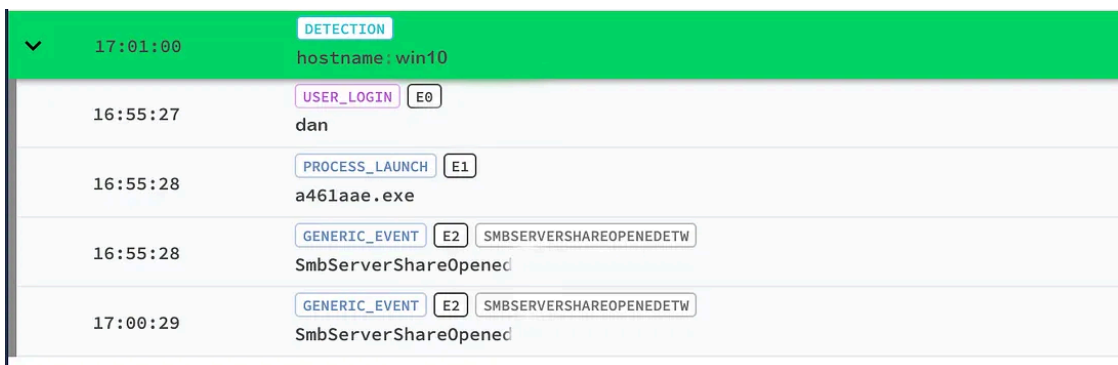 DETECTION
17:01:00
hostname:win10
USER_LOGIN E0
16:55:27
dan
PROCESS_LAUNCH E1
16:55:28
a461aae.exe
GENERIC_EVENT E2 SMBSERVERSHAREOPENEDETW
16:55:28
SmbServerShareOpened
GENERIC_EVENT E2 SMBSERVERSHAREOPENEDETW
17:00:29
SmbServerShareOpened